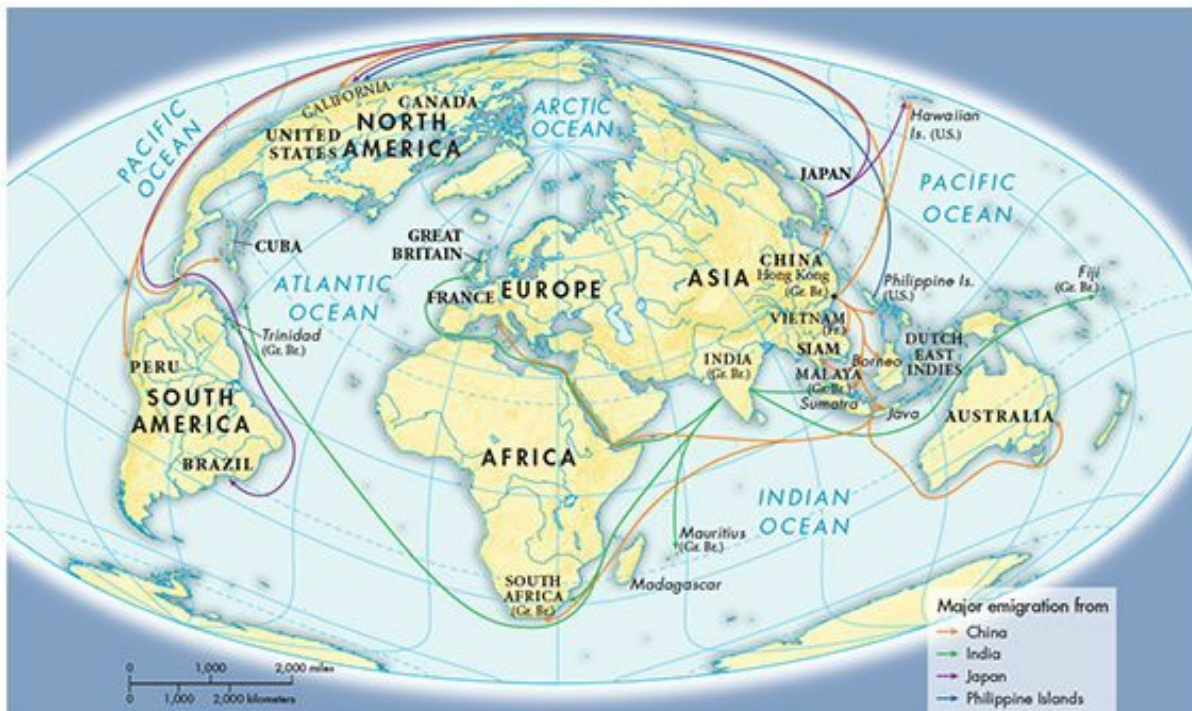 PACIFIC
OCEAN
CALIFORNIA
CANADA
UNITED
STATES
NORTH
AMERICA
ARCTIC
OCEAN
Hawaiian
Is. (U.S.)
JAPAN
PACIFIC
OCEAN
CUBA
GREAT
BRITAIN
ATLANTIC
OCEAN
FRANCE
EUROPE
ASIA
CHINA
Hong Kong
(Gr. Br.)
Philippine Is.
(U.S.)
Fiji
(Gr. Br.)
Trinidad
(Gr. Br.)
VIETNAM
(Fr.)
SIAM
DUTCH
EAST
INDIES
Borneo
INDIA
(Gr. Br.)
MALAYA
(Gr. Br.)
Sumatra
Java
PERU
SOUTH
AMERICA
BRAZIL
AFRICA
AUSTRALIA
INDIAN
OCEAN
Mauritius
(Gr. Br.)
Madagascar
SOUTH
AFRICA
(Gr. Br.)
0 1,000 2,000 miles
0 1,000 2,000 kilometers
Major emigration from
China
India
Japan
Philippine Islands